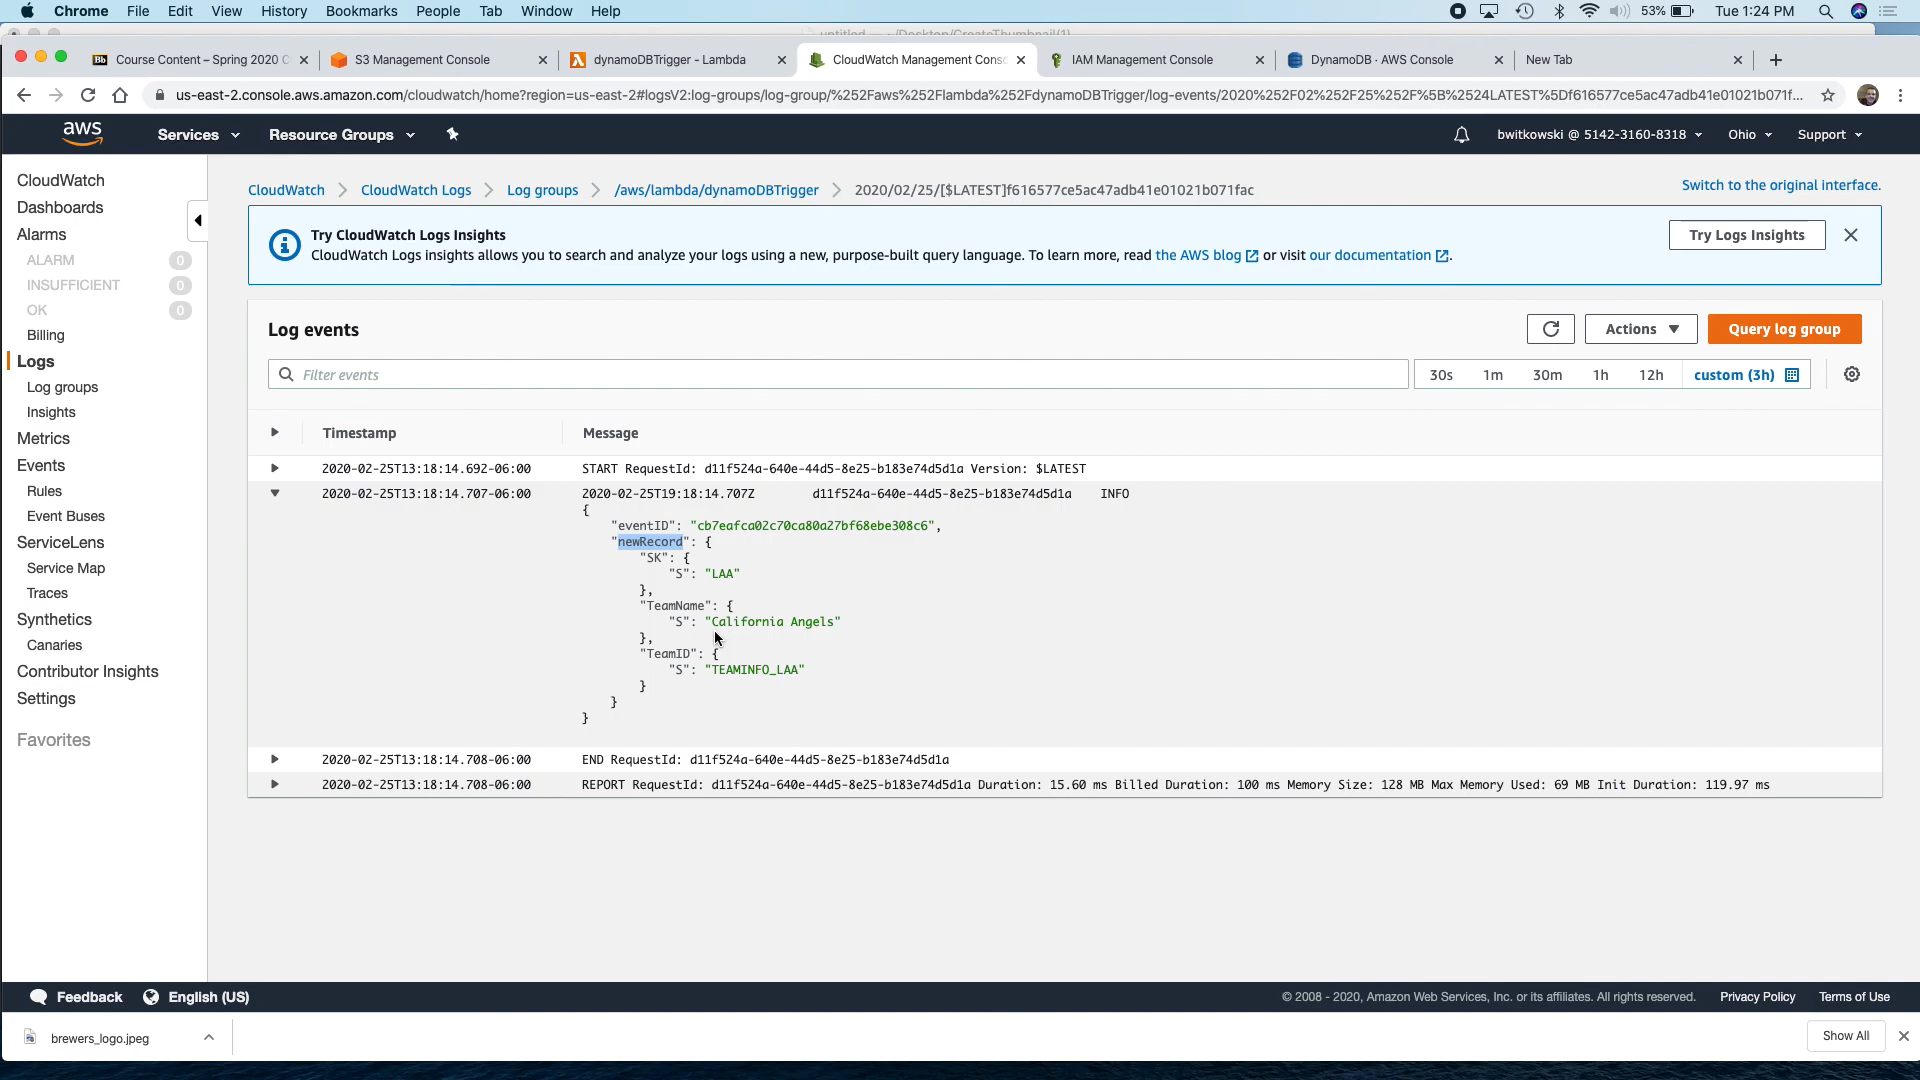 Chrome File Edit View History Bookmarks People Tab Window Help 53% Tue 1:24 PM
untitled — ~/Desktop/CreateThumbnail(1)
Bb Course Content – Spring 2020 C S3 Management Console dynamoDBTrigger - Lambda CloudWatch Management Conso IAM Management Console DynamoDB · AWS Console New Tab
us-east-2.console.aws.amazon.com/cloudwatch/home?region=us-east-2#logsV2:log-groups/log-group/%252Faws%252Flambda%252FdynamoDBTrigger/log-events/2020%252F02%252F25%252F%5B%2524LATEST%5Df616577ce5ac47adb41e01021b071f...
aws Services Resource Groups bwitkowski @ 5142-3160-8318 Ohio Support
CloudWatch
Dashboards
Alarms
ALARM 0
INSUFFICIENT 0
OK 0
Billing
Logs
Log groups
Insights
Metrics
Events
Rules
Event Buses
ServiceLens
Service Map
Traces
Synthetics
Canaries
Contributor Insights
Settings
Favorites
CloudWatch CloudWatch Logs Log groups /aws/lambda/dynamoDBTrigger 2020/02/25/[$LATEST]f616577ce5ac47adb41e01021b071fac
Switch to the original interface.
Try CloudWatch Logs Insights
CloudWatch Logs insights allows you to search and analyze your logs using a new, purpose-built query language. To learn more, read the AWS blog or visit our documentation.
Try Logs Insights
Log events
Actions Query log group
Filter events 30s 1m 30m 1h 12h custom (3h)
Timestamp Message
2020-02-25T13:18:14.692-06:00 START RequestId: d11f524a-640e-44d5-8e25-b183e74d5d1a Version: $LATEST
2020-02-25T13:18:14.707-06:00 2020-02-25T19:18:14.707Z d11f524a-640e-44d5-8e25-b183e74d5d1a INFO
{
"eventID": "cb7eafca02c70ca80a27bf68ebe308c6",
"newRecord": {
"SK": {
"S": "LAA"
},
"TeamName": {
"S": "California Angels"
},
"TeamID": {
"S": "TEAMINFO_LAA"
}
}
}
2020-02-25T13:18:14.708-06:00 END RequestId: d11f524a-640e-44d5-8e25-b183e74d5d1a
2020-02-25T13:18:14.708-06:00 REPORT RequestId: d11f524a-640e-44d5-8e25-b183e74d5d1a Duration: 15.60 ms Billed Duration: 100 ms Memory Size: 128 MB Max Memory Used: 69 MB Init Duration: 119.97 ms
Feedback English (US) © 2008 - 2020, Amazon Web Services, Inc. or its affiliates. All rights reserved. Privacy Policy Terms of Use
brewers_logo.jpeg Show All